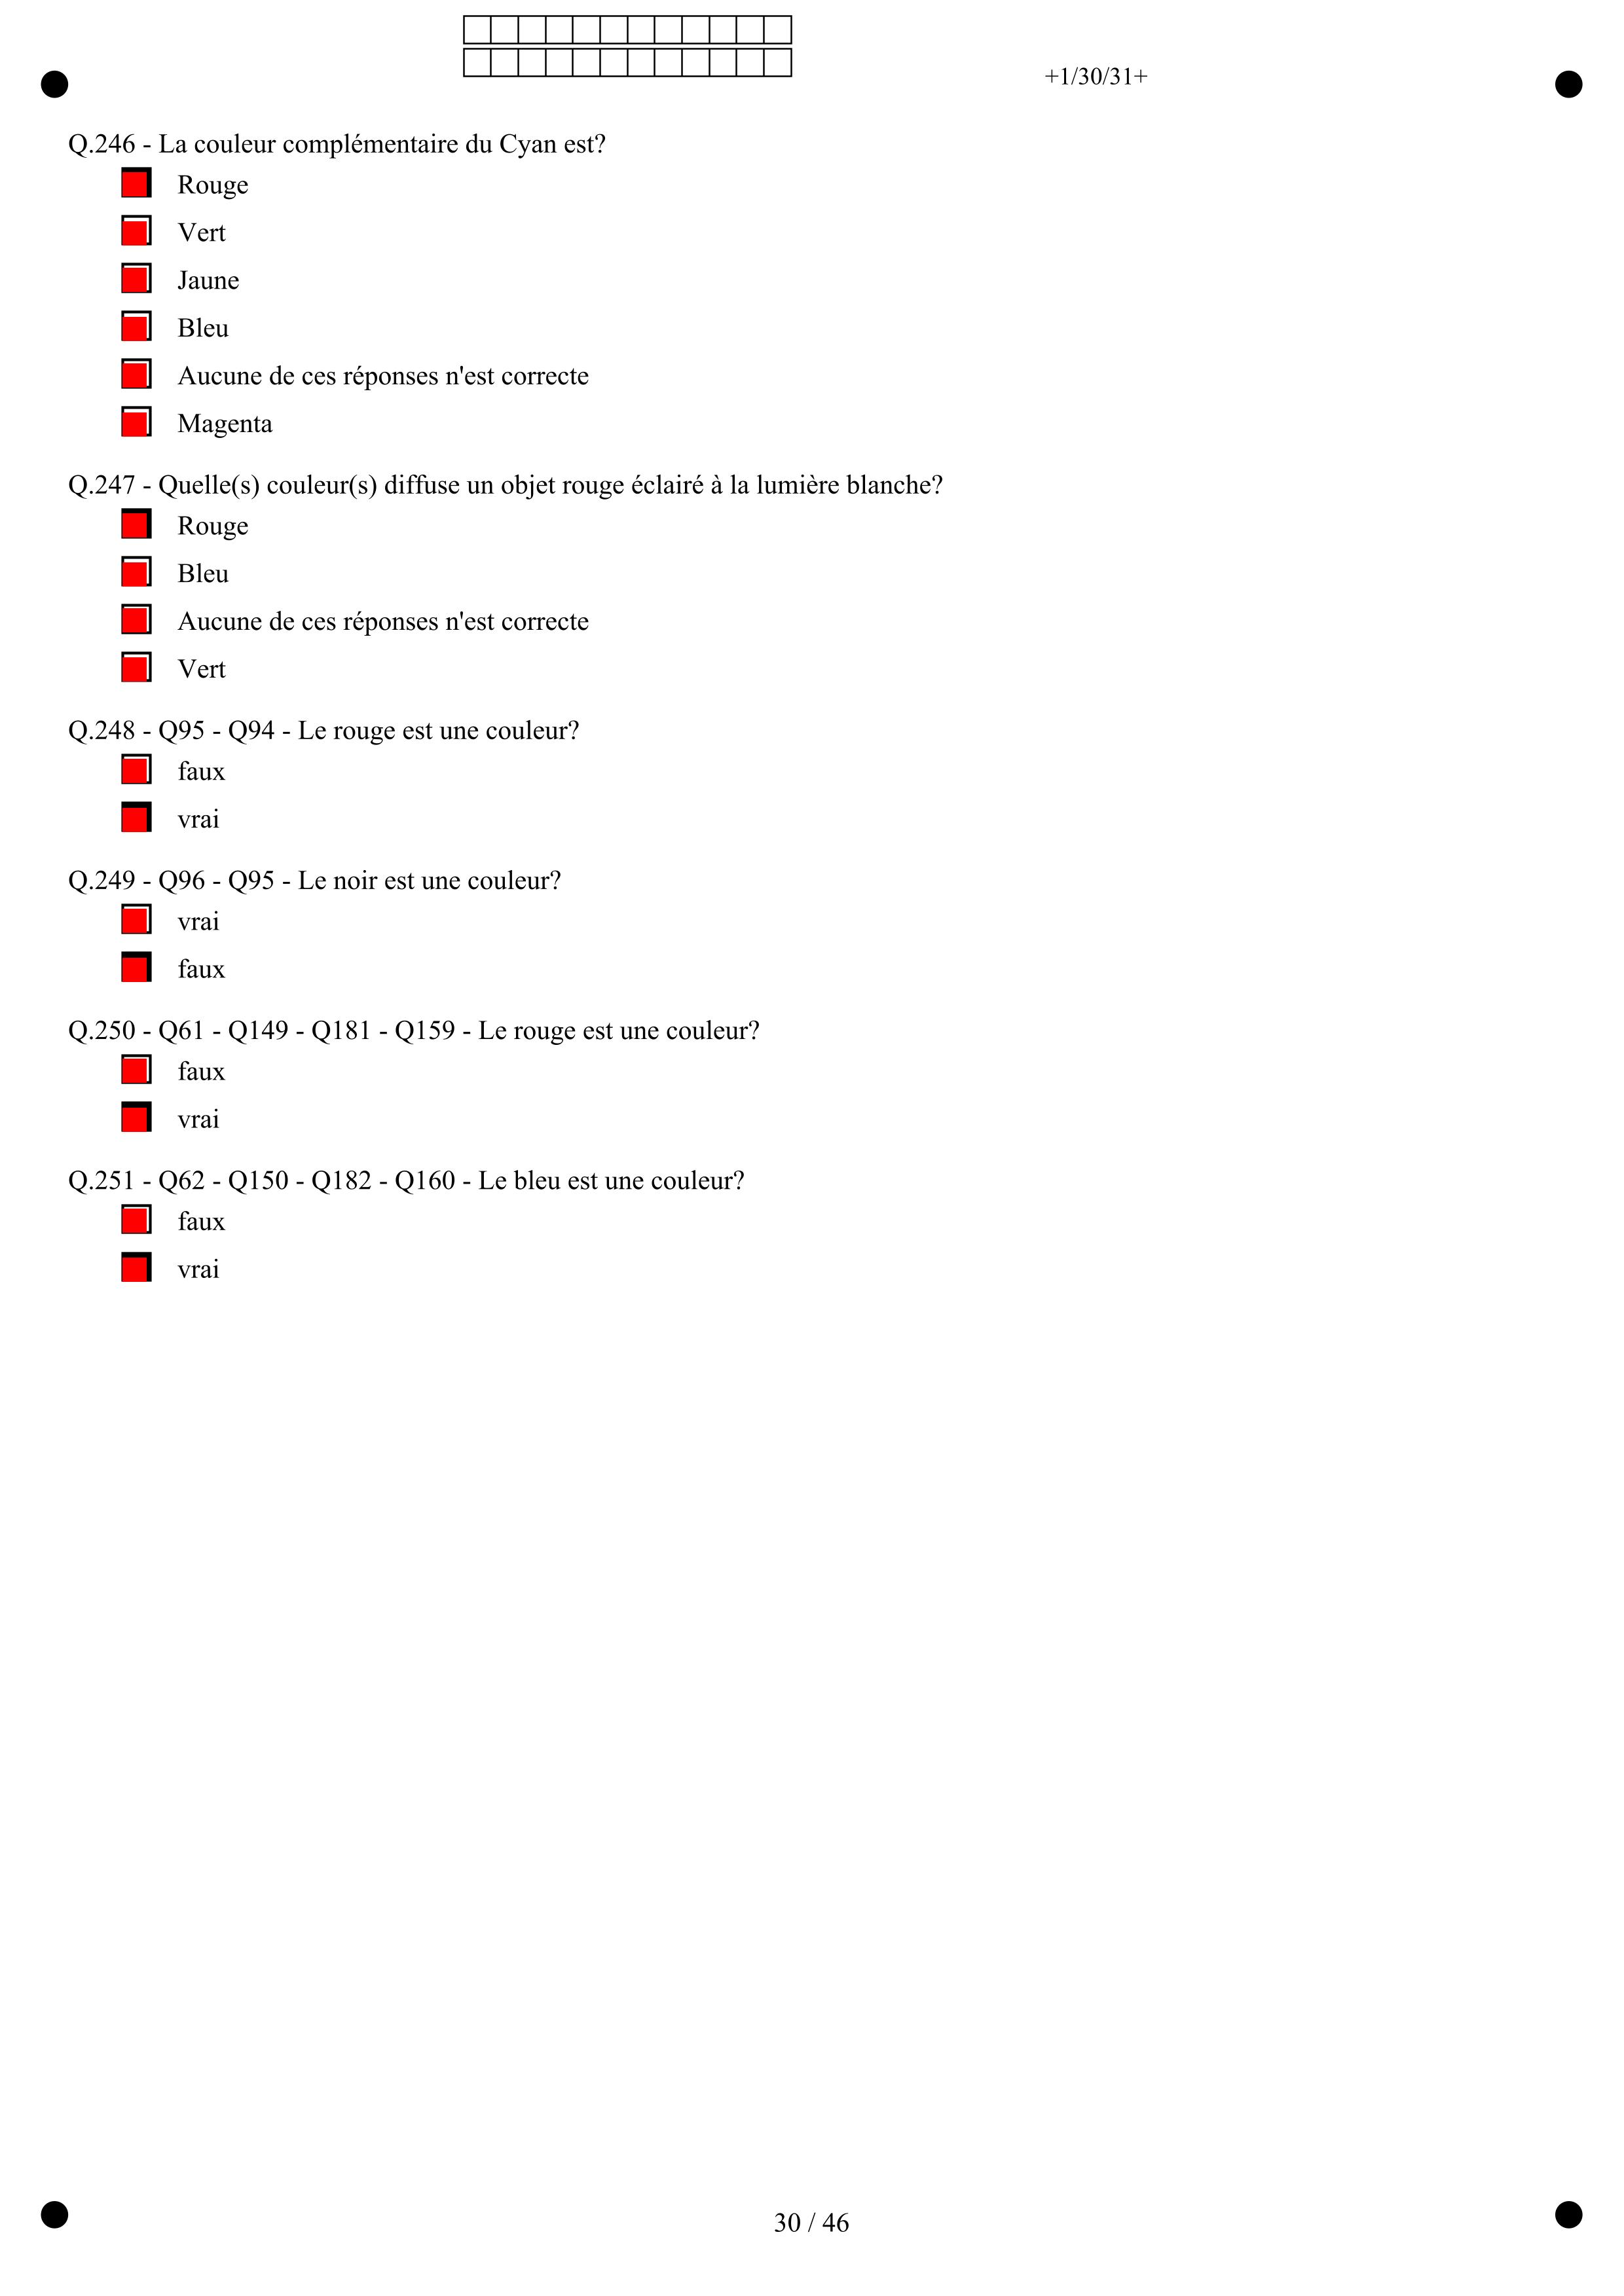 +1/30/31+
Q.246 - La couleur complémentaire du Cyan est?
Rouge
Vert
Jaune
Bleu
Aucune de ces réponses n'est correcte
Magenta
Q.247 - Quelle(s) couleur(s) diffuse un objet rouge éclairé à la lumière blanche?
Rouge
Bleu
Aucune de ces réponses n'est correcte
Vert
Q.248 - Q95 - Q94 - Le rouge est une couleur?
faux
vrai
Q.249 - Q96 - Q95 - Le noir est une couleur?
vrai
faux
Q.250 - Q61 - Q149 - Q181 - Q159 - Le rouge est une couleur?
faux
vrai
Q.251 - Q62 - Q150 - Q182 - Q160 - Le bleu est une couleur?
faux
vrai
30 / 46